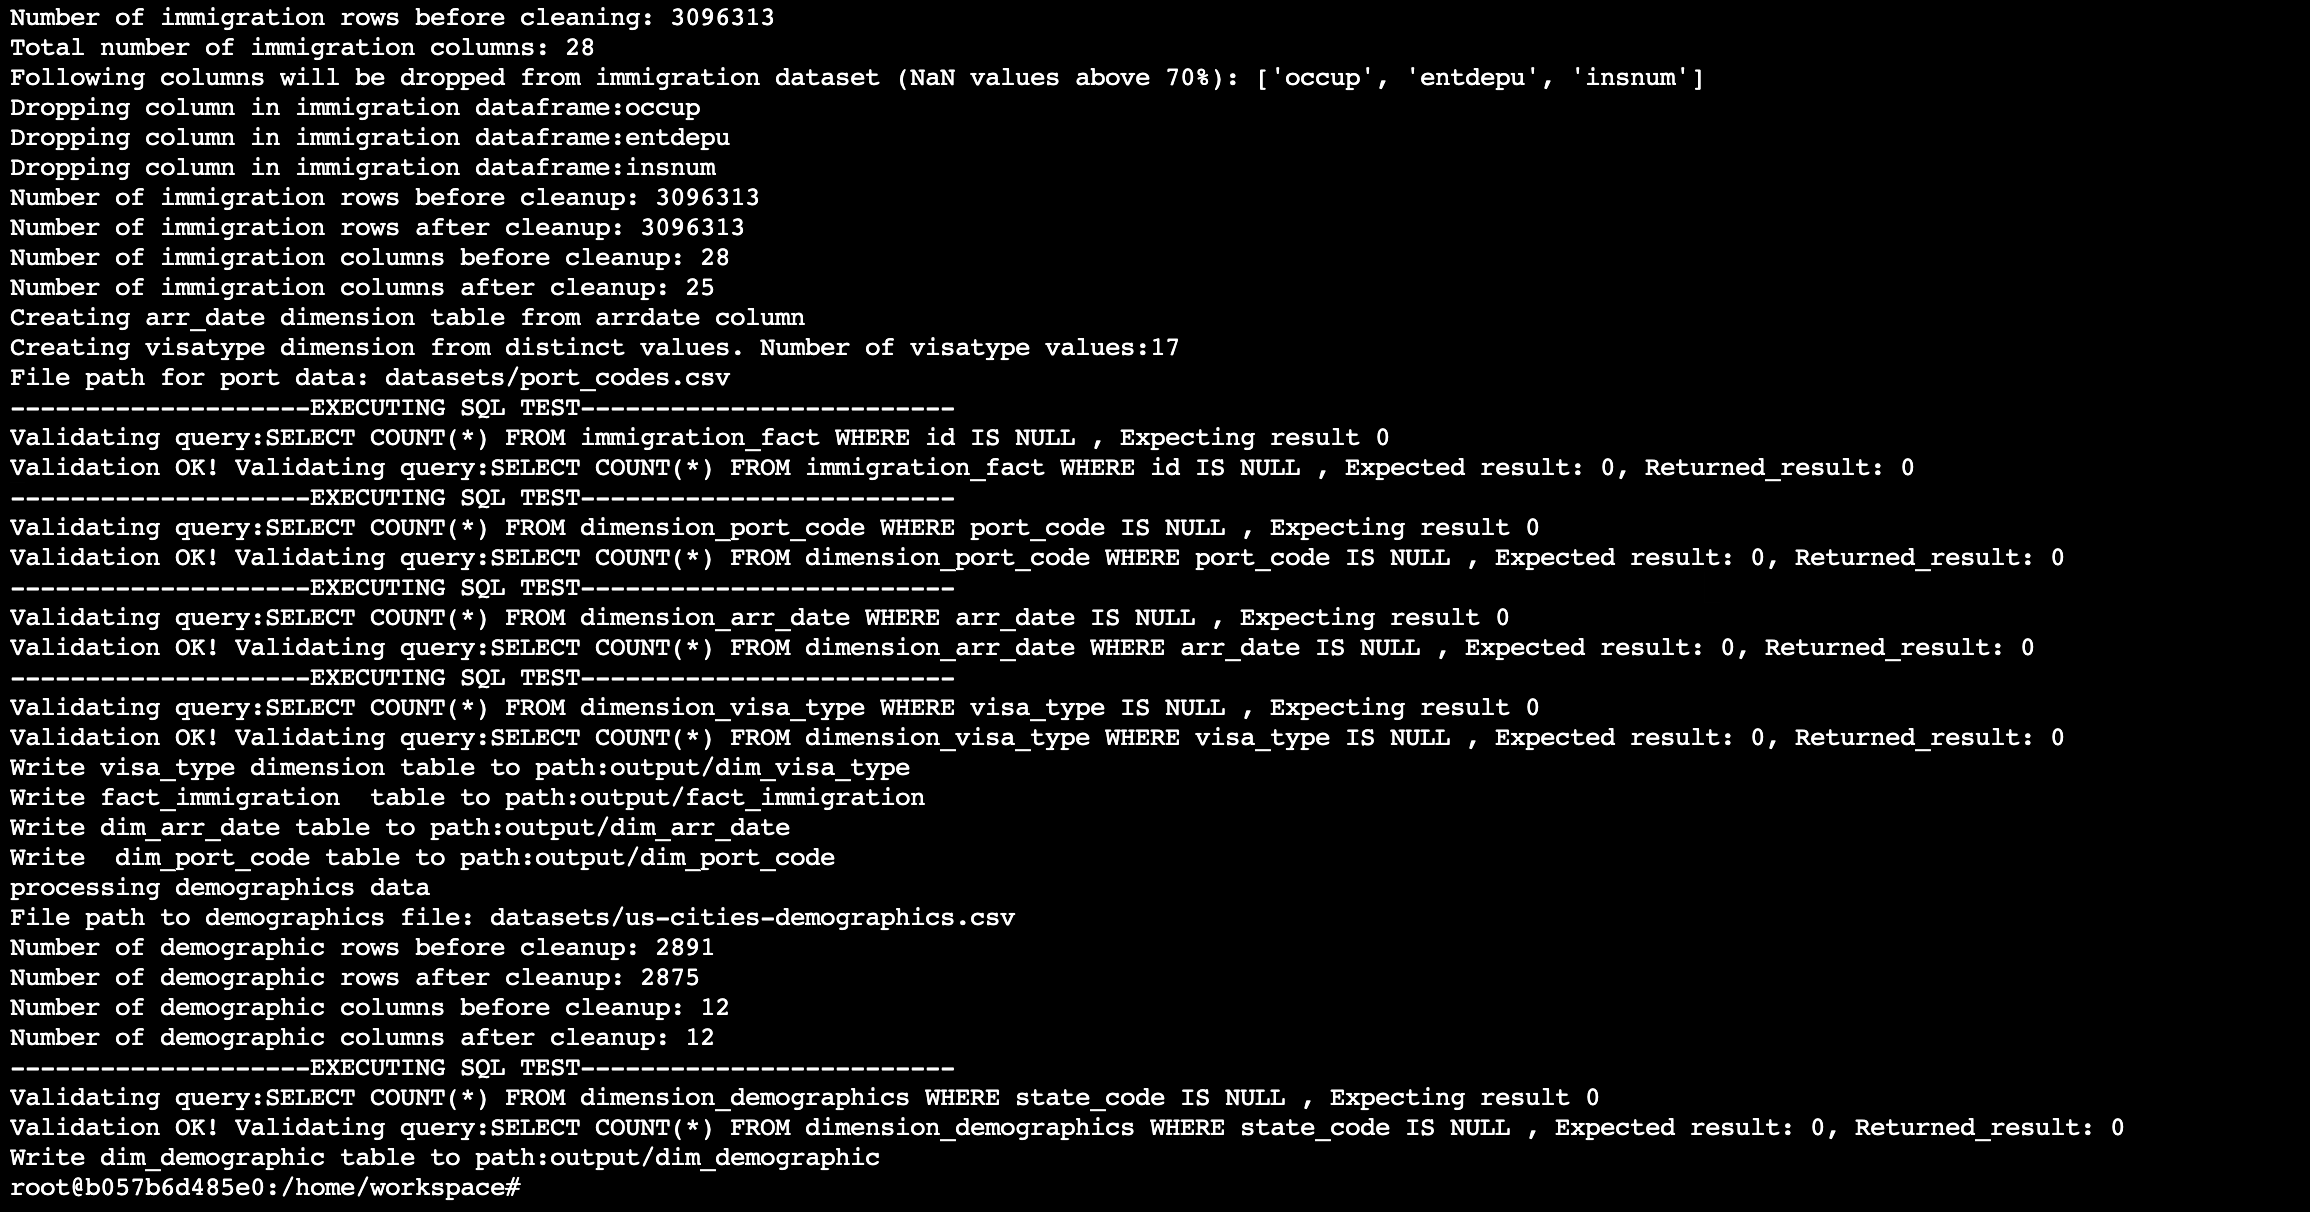 Number of immigration rows before cleaning: 3096313
Total number of immigration columns: 28
Following columns will be dropped from immigration dataset (NaN values above 70%): ['occup', 'entdepu', 'insnum']
Dropping column in immigration dataframe:occup
Dropping column in immigration dataframe:entdepu
Dropping column in immigration dataframe:insnum
Number of immigration rows before cleanup: 3096313
Number of immigration rows after cleanup: 3096313
Number of immigration columns before cleanup: 28
Number of immigration columns after cleanup: 25
Creating arr_date dimension table from arrdate column
Creating visatype dimension from distinct values. Number of visatype values:17
File path for port data: datasets/port_codes.csv
--------------------EXECUTING SQL TEST-------------------------
Validating query:SELECT COUNT(*) FROM immigration_fact WHERE id IS NULL , Expecting result 0
Validation OK! Validating query:SELECT COUNT(*) FROM immigration_fact WHERE id IS NULL , Expected result: 0, Returned_result: 0
--------------------EXECUTING SQL TEST-------------------------
Validating query:SELECT COUNT(*) FROM dimension_port_code WHERE port_code IS NULL , Expecting result 0
Validation OK! Validating query:SELECT COUNT(*) FROM dimension_port_code WHERE port_code IS NULL , Expected result: 0, Returned_result: 0
--------------------EXECUTING SQL TEST-------------------------
Validating query:SELECT COUNT(*) FROM dimension_arr_date WHERE arr_date IS NULL , Expecting result 0
Validation OK! Validating query:SELECT COUNT(*) FROM dimension_arr_date WHERE arr_date IS NULL , Expected result: 0, Returned_result: 0
--------------------EXECUTING SQL TEST-------------------------
Validating query:SELECT COUNT(*) FROM dimension_visa_type WHERE visa_type IS NULL , Expecting result 0
Validation OK! Validating query:SELECT COUNT(*) FROM dimension_visa_type WHERE visa_type IS NULL , Expected result: 0, Returned_result: 0
Write visa_type dimension table to path:output/dim_visa_type
Write fact_immigration  table to path:output/fact_immigration
Write dim_arr_date table to path:output/dim_arr_date
Write  dim_port_code table to path:output/dim_port_code
processing demographics data
File path to demographics file: datasets/us-cities-demographics.csv
Number of demographic rows before cleanup: 2891
Number of demographic rows after cleanup: 2875
Number of demographic columns before cleanup: 12
Number of demographic columns after cleanup: 12
--------------------EXECUTING SQL TEST-------------------------
Validating query:SELECT COUNT(*) FROM dimension_demographics WHERE state_code IS NULL , Expecting result 0
Validation OK! Validating query:SELECT COUNT(*) FROM dimension_demographics WHERE state_code IS NULL , Expected result: 0, Returned_result: 0
Write dim_demographic table to path:output/dim_demographic
root@b057b6d485e0:/home/workspace#